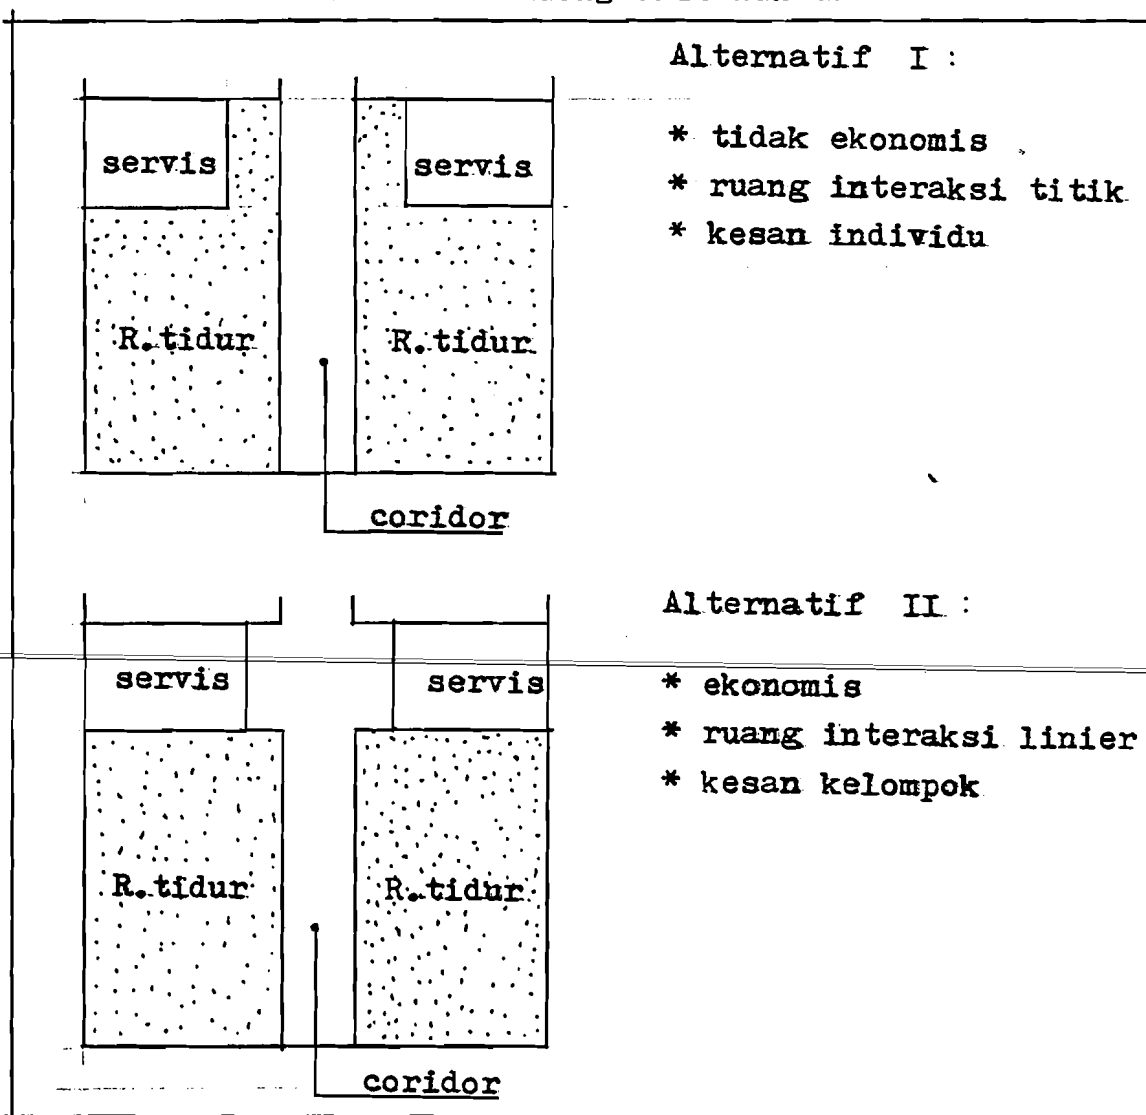 Alternatif I :
servis
servis
* tidak ekonomis
* ruang interaksi titik
* kesan individu
R.tidur
R.tidur
coridor
Alternatif II :
servis
servis
* ekonomis
* ruang interaksi linier
* kesan kelompok
R.tidur
R.tidur
coridor